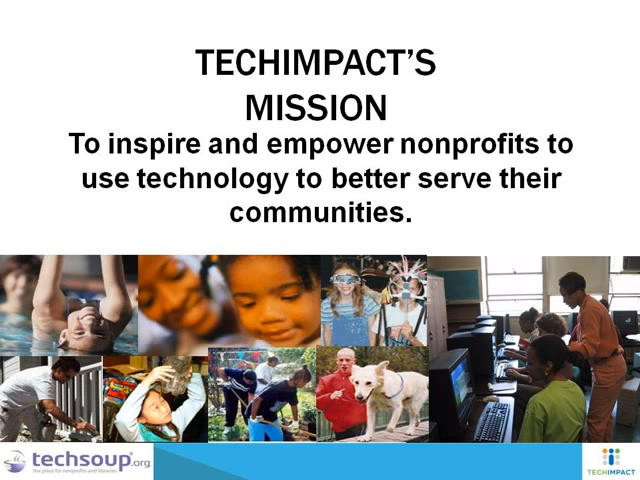 TECHIMPACT'S
MISSION
To inspire and empower nonprofits to
use technology to better serve their
communities.
techsoup.org
the place for nonprofits and libraries
TECHIMPACT